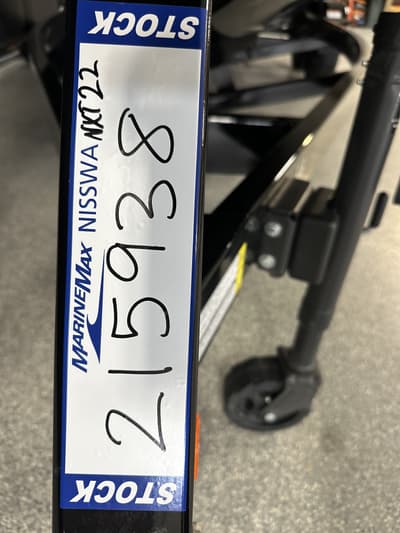 STOCK
MARINEMAX NISSWA NXT22
215938
STOCK